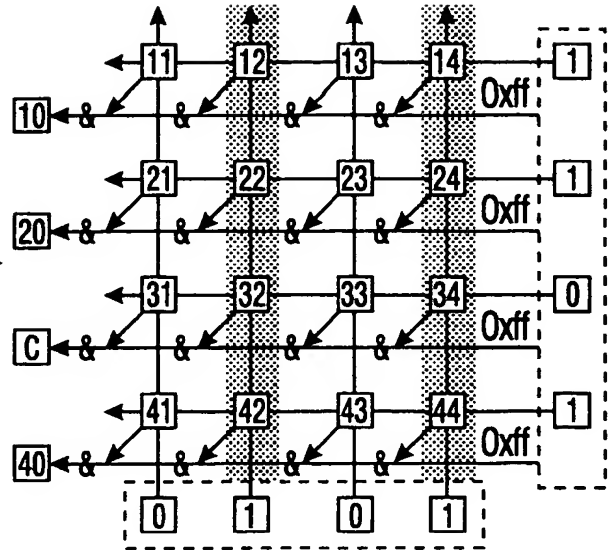 11 12 13 14 1
0xff
10 & & & &
21 22 23 24 1
0xff
20 & & & &
31 32 33 34 0
0xff
C & & & &
41 42 43 44 1
0xff
40 & & & &
0 1 0 1